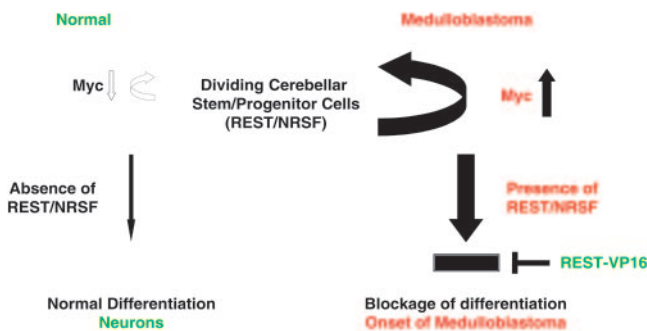 Normal
Medulloblastoma
Myc
Dividing Cerebellar
Stem/Progenitor Cells
(REST/NRSF)
Myc
Absence of
REST/NRSF
Presence of
REST/NRSF
REST-VP16
Normal Differentiation
Neurons
Blockage of differentiation
Onset of Medulloblastoma